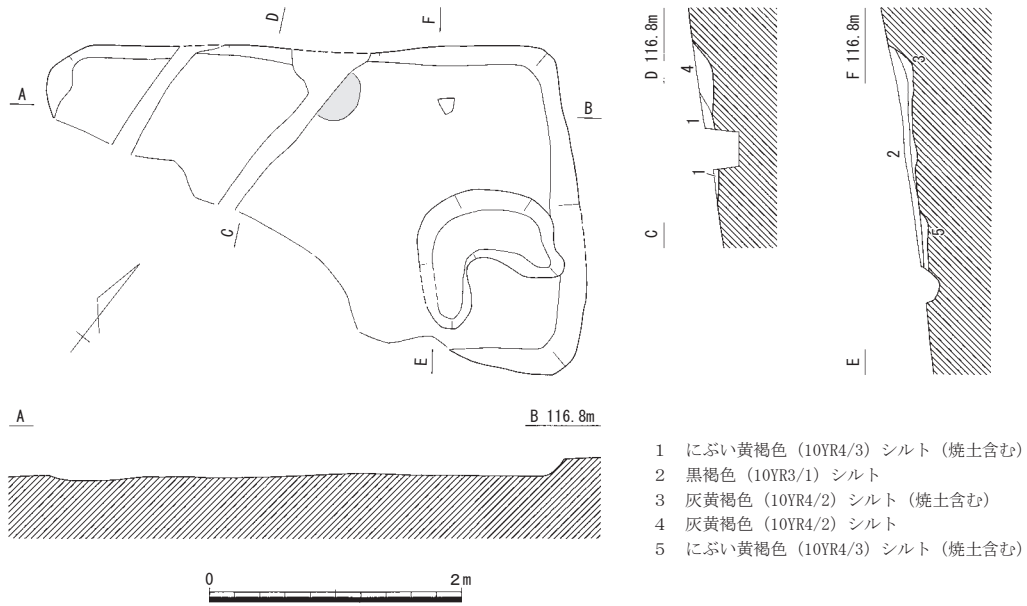 D
F
A
B
C
E
D 116.8m
4
1
1
C
F 116.8m
3
2
5
E
A
B 116.8m
1 にぶい黄褐色 (10YR4/3) シルト (焼土含む)
2 黒褐色 (10YR3/1) シルト
3 灰黄褐色 (10YR4/2) シルト (焼土含む)
4 灰黄褐色 (10YR4/2) シルト
5 にぶい黄褐色 (10YR4/3) シルト (焼土含む)
0 2m